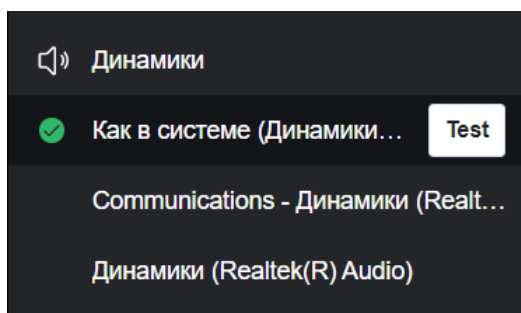 Динамики
Как в системе (Динамики... Test
Communications - Динамики (Realt...
Динамики (Realtek(R) Audio)